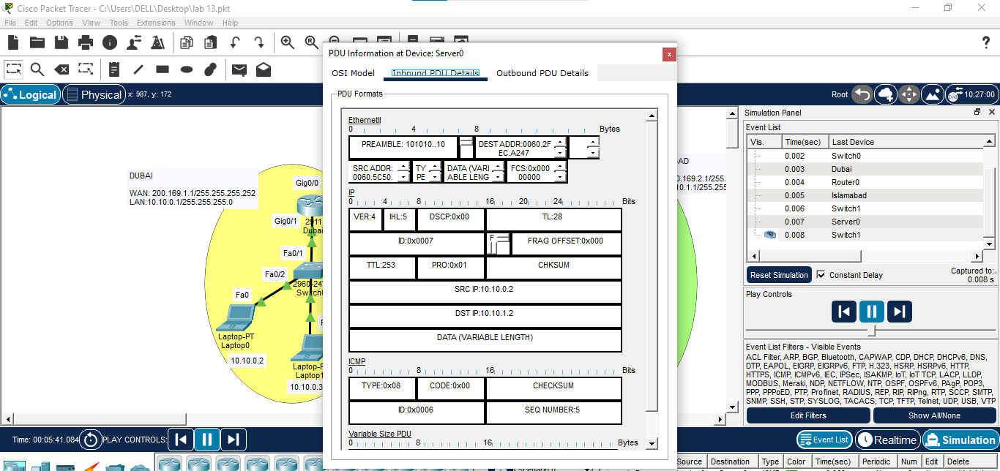 Cisco Packet Tracer - C:\Users\DELL\Desktop\lab 13.pkt
File Edit Options View Tools Extensions Window Help
Logical Physical x: 987, y: 172
Root 10:27:00
DUBAI
WAN: 200.169.1.1/255.255.255.252
LAN:10.10.0.1/255.255.255.0
Gig0/0
Gig0/1
2911
Dubai
Fa0/1
Fa0/2
Fa0
Laptop-PT
Laptop0
10.10.0.2
10.10.0.3
PDU Information at Device: Server0
OSI Model Inbound PDU Details Outbound PDU Details
PDU Formats
EthernetII
0 4 8 Bytes
PREAMBLE: 101010..10
DEST ADDR:0060.2F
EC.A247
SRC ADDR:
0060.5C50.
TY
PE
DATA (VARI
ABLE LENG
FCS:0x000
00000
IP
0 4 8 16 20 24 Bits
VER:4 IHL:5 DSCP:0x00 TL:28
ID:0x0007 F FRAG OFFSET:0x000
TTL:253 PRO:0x01 CHKSUM
SRC IP:10.10.0.2
DST IP:10.10.1.2
DATA (VARIABLE LENGTH)
ICMP
0 8 16 Bits
TYPE:0x08 CODE:0x00 CHECKSUM
ID:0x0006 SEQ NUMBER:5
Variable Size PDU
0 8 16 Bytes
AD
0.169.2.1/255.
0.1.1/255.255
Simulation Panel
Event List
Vis. Time(sec) Last Device
0.002 Switch0
0.003 Dubai
0.004 Router0
0.005 Islamabad
0.006 Switch1
0.007 Server0
0.008 Switch1
Reset Simulation Constant Delay
Captured to:
0.008 s
Play Controls
Event List Filters - Visible Events
ACL Filter, ARP, BGP, Bluetooth, CAPWAP, CDP, DHCP, DHCPv6, DNS,
DTP, EAPOL, EIGRP, EIGRPv6, FTP, H.323, HSRP, HSRPv6, HTTP,
HTTPS, ICMP, ICMPv6, IEC, IPSec, ISAKMP, IoT, IoT TCP, LACP, LLDP,
MODBUS, Meraki, NDP, NETFLOW, NTP, OSPF, OSPFv6, PAgP, POP3,
PPP, PPPoED, PTP, Profinet, RADIUS, REP, RIP, RIPng, RTP, SCCP, SMTP,
SNMP, SSH, STP, SYSLOG, TACACS, TCP, TFTP, Telnet, UDP, USB, VTP
Edit Filters Show All/None
Time: 00:05:41.084 PLAY CONTROLS:
Event List Realtime Simulation
Source Destination Type Color Time(sec) Periodic Num Edit Delete